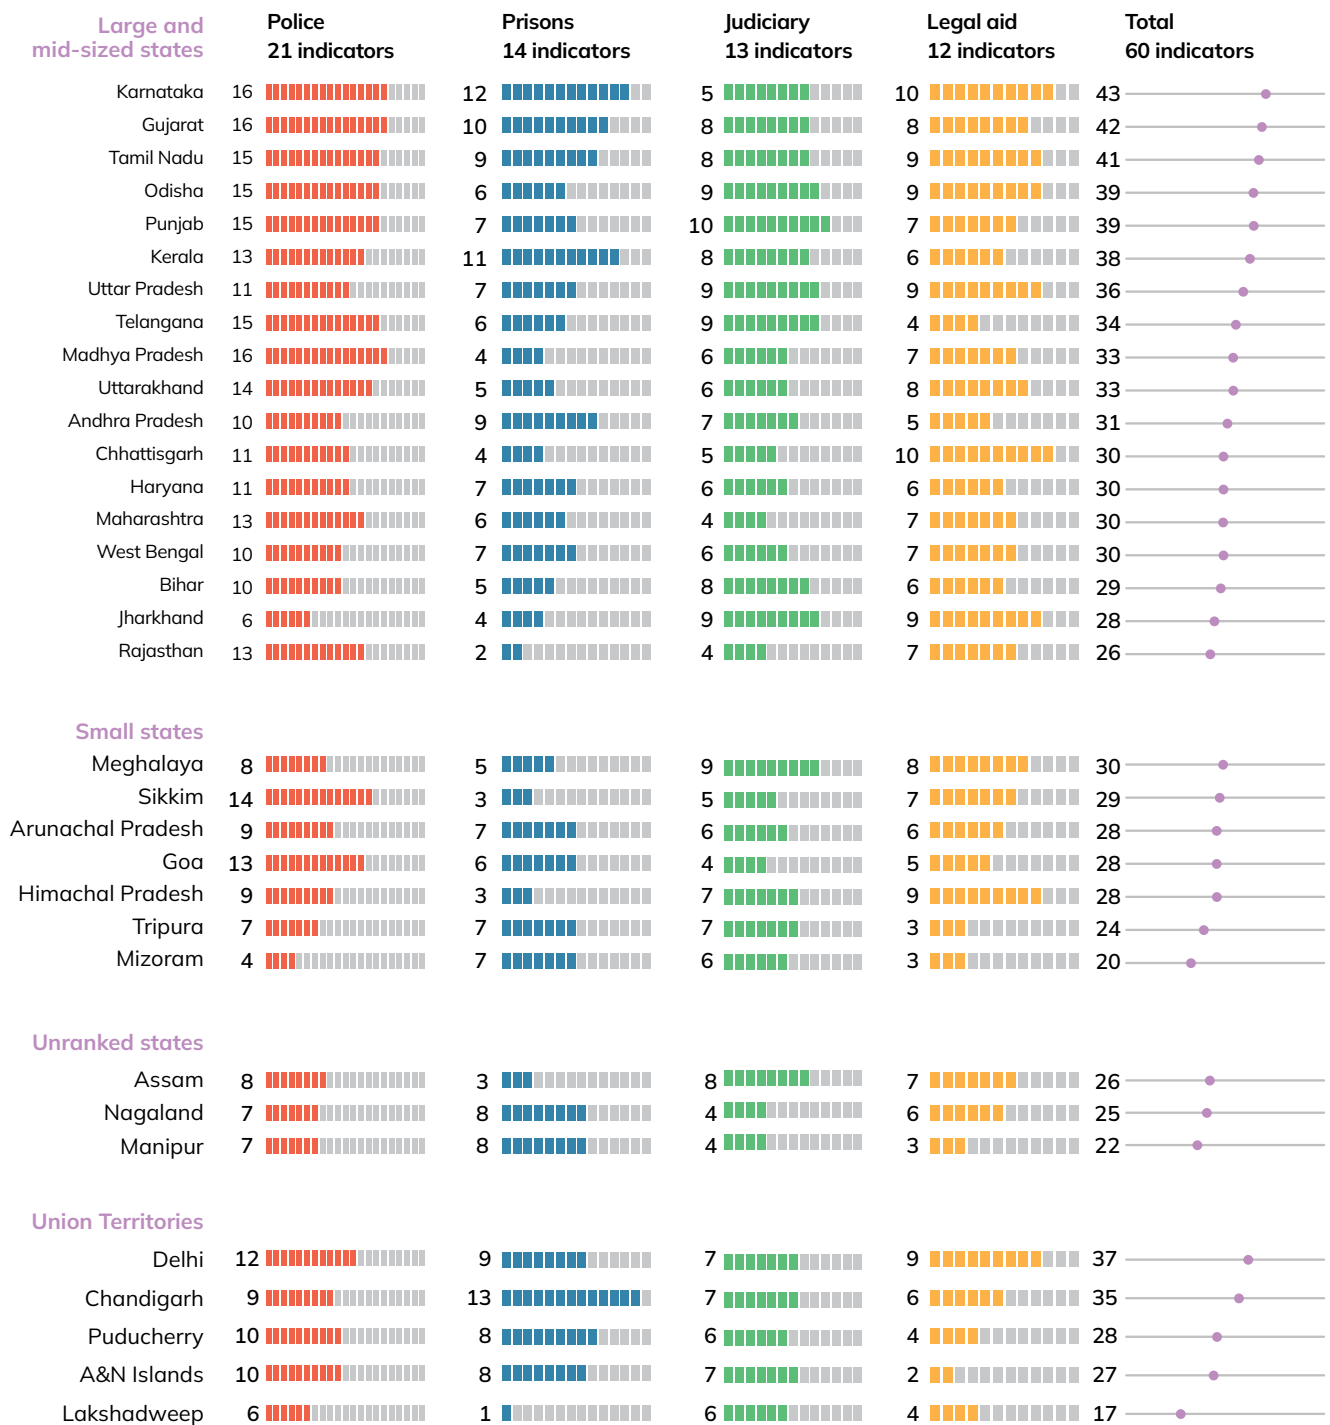 Large and
mid-sized states
Police
21 indicators
Prisons
14 indicators
Judiciary
13 indicators
Legal aid
12 indicators
Total
60 indicators
Karnataka 16 12 5 10 43
Gujarat 16 10 8 8 42
Tamil Nadu 15 9 8 9 41
Odisha 15 6 9 9 39
Punjab 15 7 10 7 39
Kerala 13 11 8 6 38
Uttar Pradesh 11 7 9 9 36
Telangana 15 6 9 4 34
Madhya Pradesh 16 4 6 7 33
Uttarakhand 14 5 6 8 33
Andhra Pradesh 10 9 7 5 31
Chhattisgarh 11 4 5 10 30
Haryana 11 7 6 6 30
Maharashtra 13 6 4 7 30
West Bengal 10 7 6 7 30
Bihar 10 5 8 6 29
Jharkhand 6 4 9 9 28
Rajasthan 13 2 4 7 26
Small states
Meghalaya 8 5 9 8 30
Sikkim 14 3 5 7 29
Arunachal Pradesh 9 7 6 6 28
Goa 13 6 4 5 28
Himachal Pradesh 9 3 7 9 28
Tripura 7 7 7 3 24
Mizoram 4 7 6 3 20
Unranked states
Assam 8 3 8 7 26
Nagaland 7 8 4 6 25
Manipur 7 8 4 3 22
Union Territories
Delhi 12 9 7 9 37
Chandigarh 9 13 7 6 35
Puducherry 10 8 6 4 28
A&N Islands 10 8 7 2 27
Lakshadweep 6 1 6 4 17